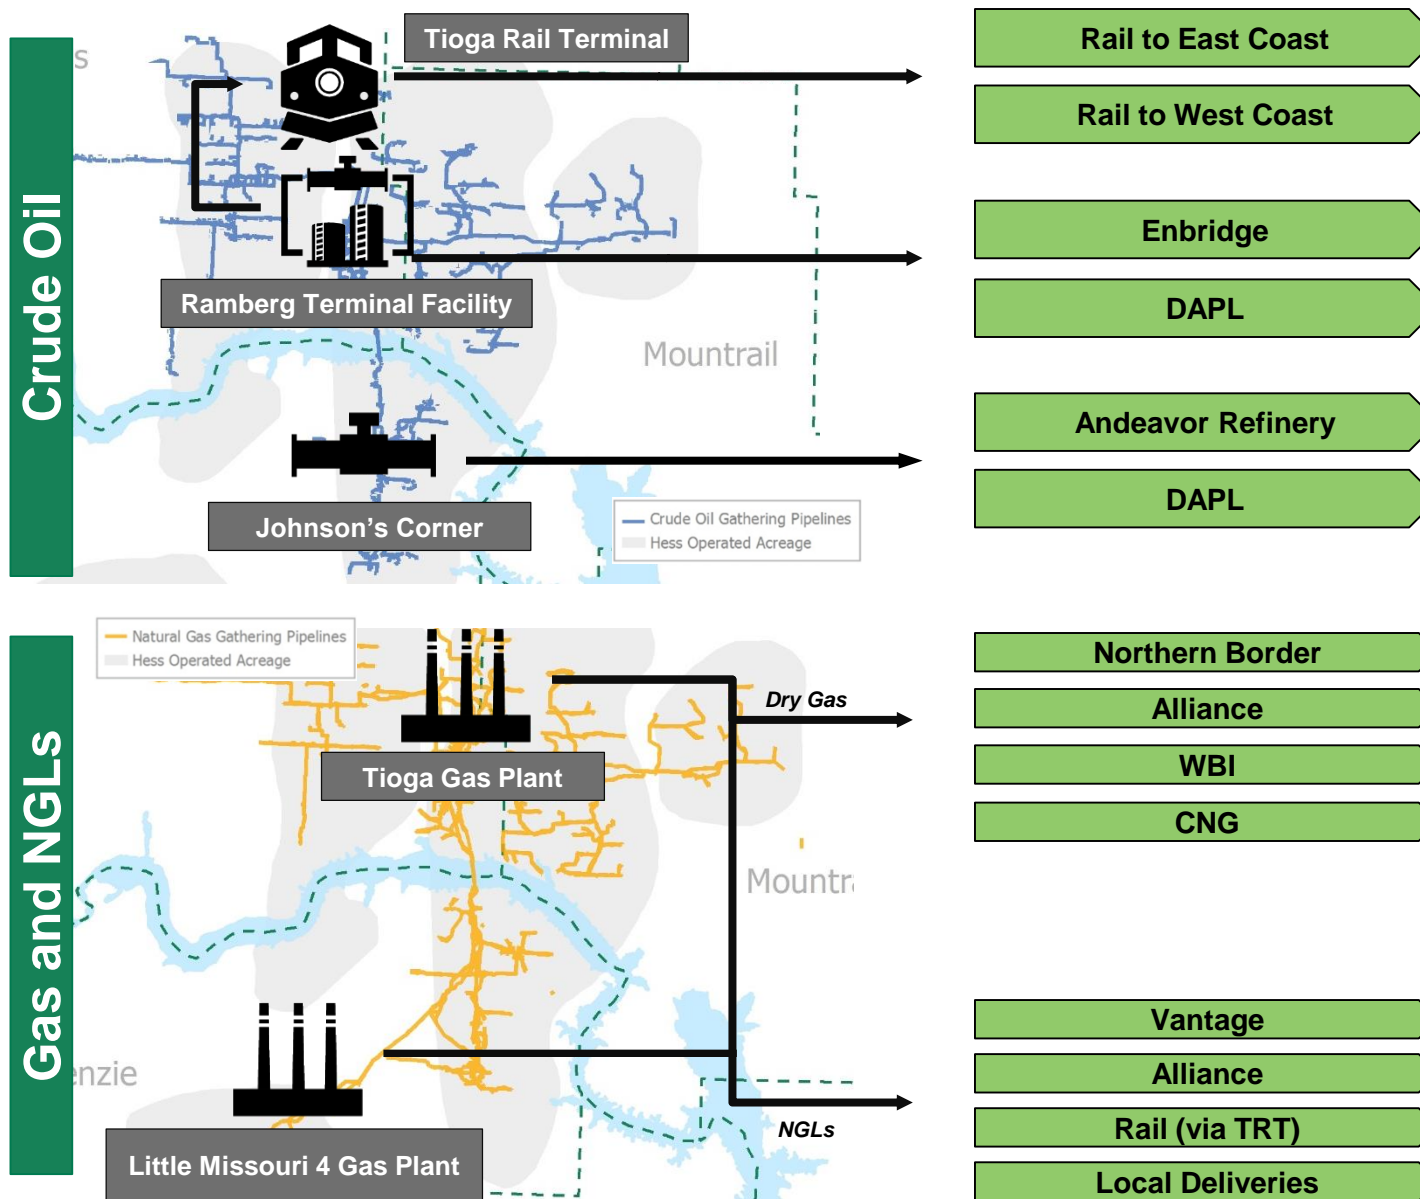 Crude Oil
s
Tioga Rail Terminal
Ramberg Terminal Facility
Mountrail
Johnson's Corner
Crude Oil Gathering Pipelines
Hess Operated Acreage
Rail to East Coast
Rail to West Coast
Enbridge
DAPL
Andeavor Refinery
DAPL
Gas and NGLs
Natural Gas Gathering Pipelines
Hess Operated Acreage
Tioga Gas Plant
Dry Gas
Mountra
enzie
Little Missouri 4 Gas Plant
NGLs
Northern Border
Alliance
WBI
CNG
Vantage
Alliance
Rail (via TRT)
Local Deliveries